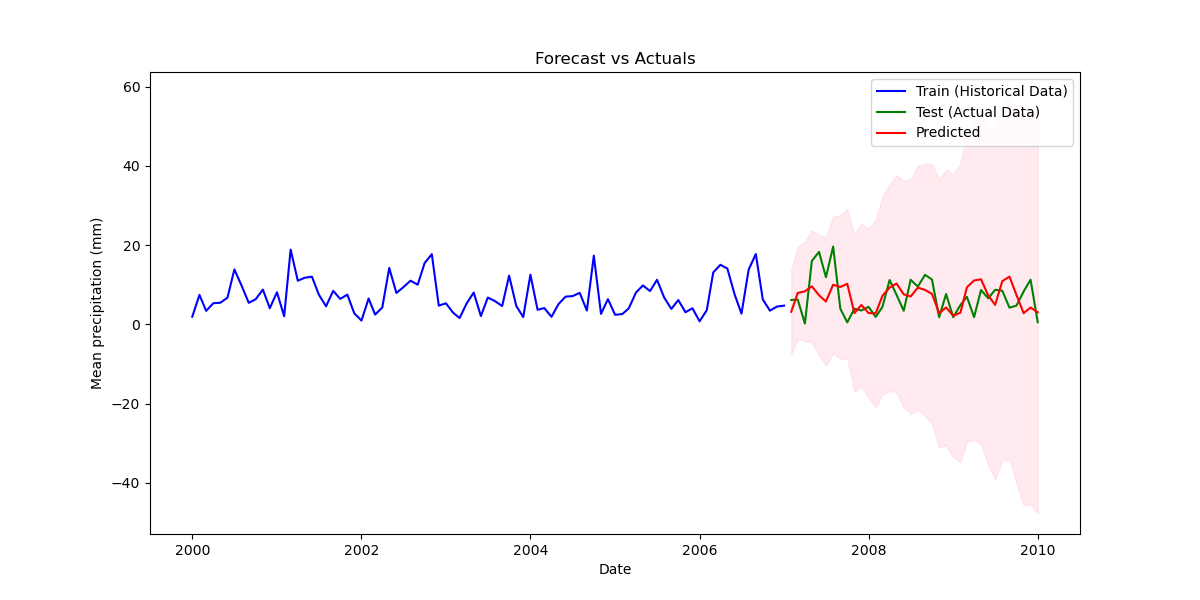 Forecast vs Actuals
Train (Historical Data)
Test (Actual Data)
Predicted
Mean precipitation (mm)
60
40
20
0
−20
−40
2000
2002
2004
2006
2008
2010
Date